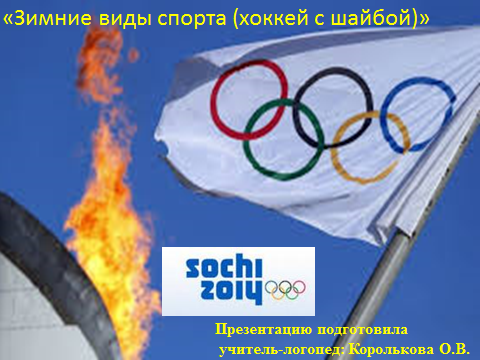 «Зимние виды спорта (хоккей с шайбой)»
sochi
2014
Презентацию подготовила
учитель-логопед: Королькова О.В.